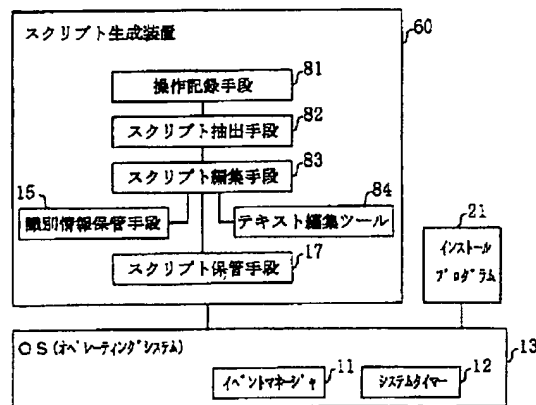 スクリプト生成装置
60
操作記録手段
81
スクリプト抽出手段
82
スクリプト編集手段
83
15
識別情報保管手段
テキスト編集ツール
84
スクリプト保管手段
17
21
インストール
プログラム
OS(オペレーティングシステム)
13
イベントマネージャ
11
システムタイマー
12